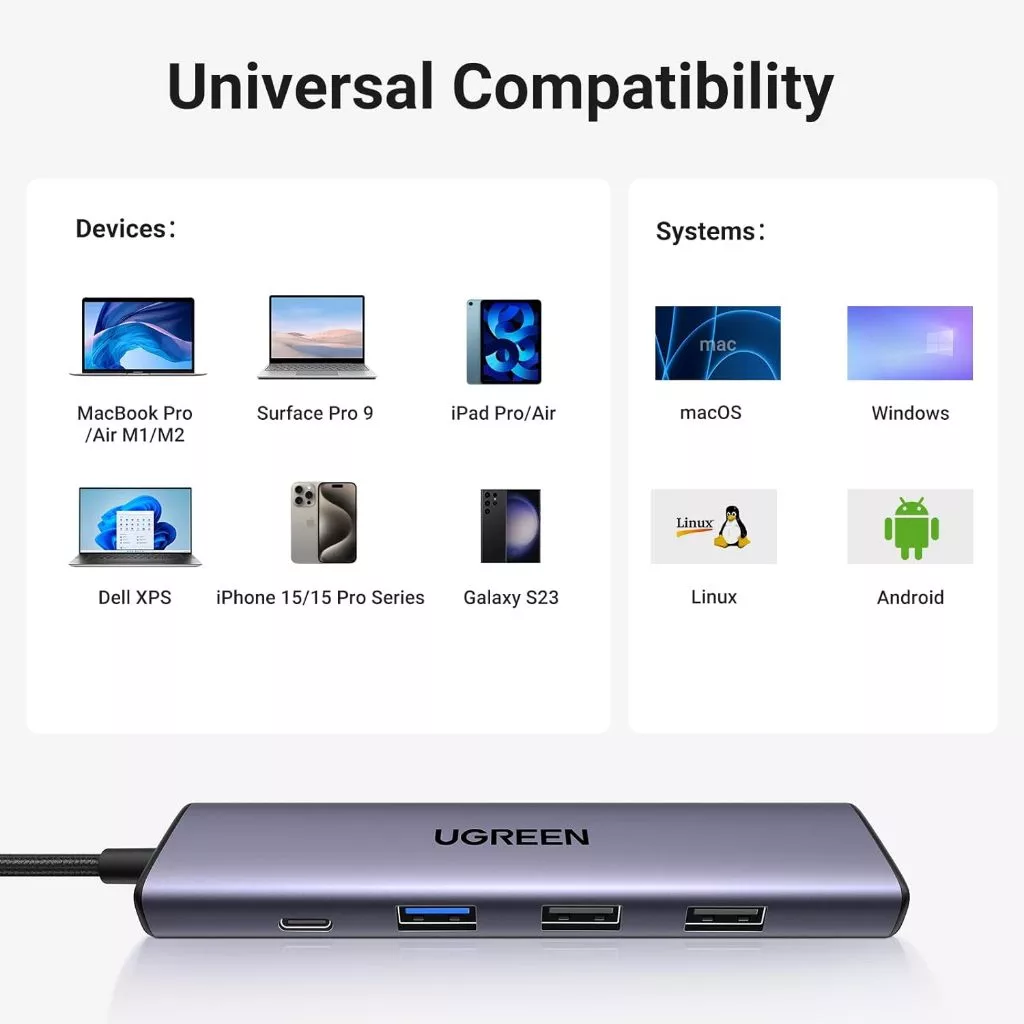 Universal Compatibility
Devices：
MacBook Pro
/Air M1/M2
Surface Pro 9
iPad Pro/Air
Dell XPS
iPhone 15/15 Pro Series
Galaxy S23
Systems：
mac
macOS
Windows
Linux
Linux
Android
UGREEN